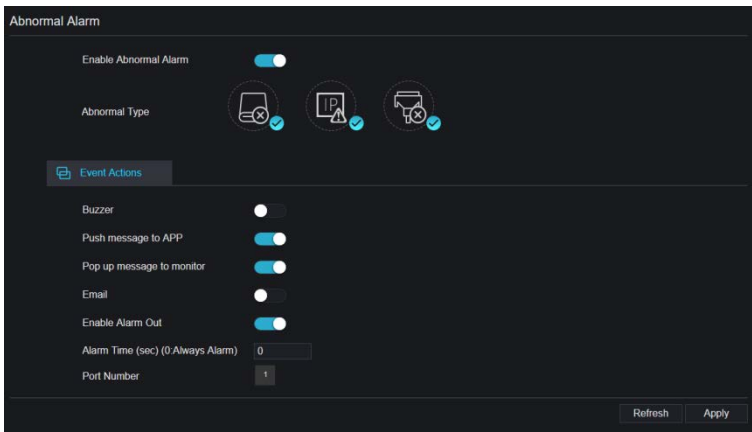 Abnormal Alarm
Enable Abnormal Alarm
Abnormal Type
IP
Event Actions
Buzzer
Push message to APP
Pop up message to monitor
Email
Enable Alarm Out
Alarm Time (sec) (0:Always Alarm) 0
Port Number 1
Refresh Apply